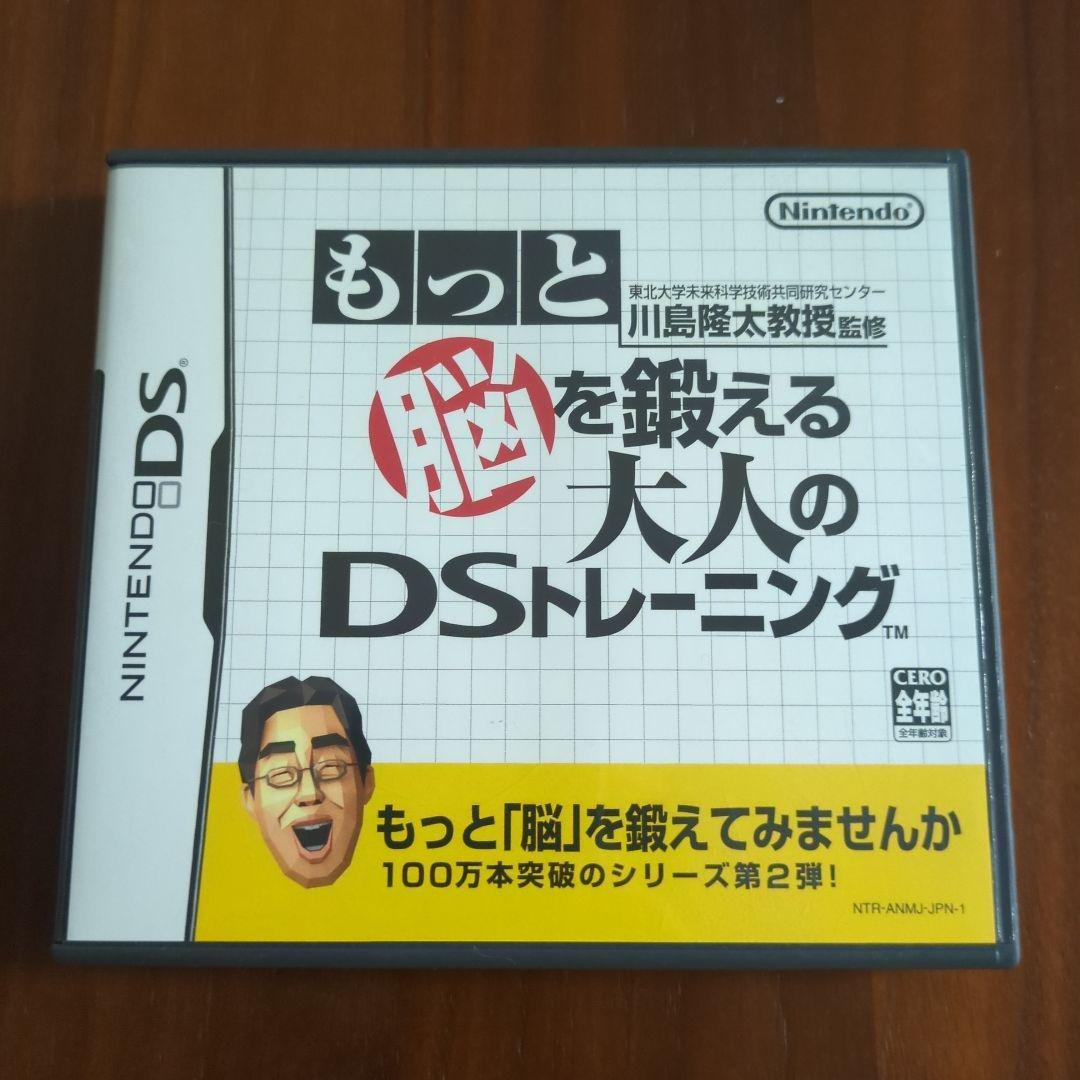 NINTENDO DS®
Nintendo®
もっと
東北大学未来科学技術共同研究センター
川島隆太教授監修
脳を鍛える
大人の
DSトレーニング™
CERO
全年齢
全年齢対象
もっと「脳」を鍛えてみませんか
100万本突破のシリーズ第2弾!
NTR-ANMJ-JPN-1